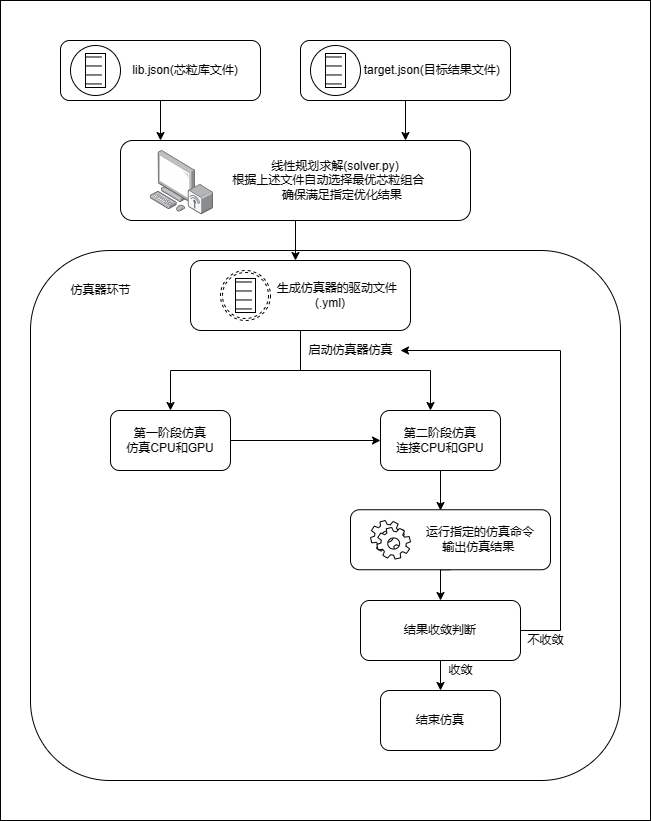 lib.json(芯粒库文件)
target.json(目标结果文件)
线性规划求解(solver.py)
根据上述文件自动选择最优芯粒组合
确保满足指定优化结果
仿真器环节
生成仿真器的驱动文件
(.yml)
启动仿真器仿真
第一阶段仿真
仿真CPU和GPU
第二阶段仿真
连接CPU和GPU
运行指定的仿真命令
输出仿真结果
结果收敛判断
不收敛
收敛
结束仿真